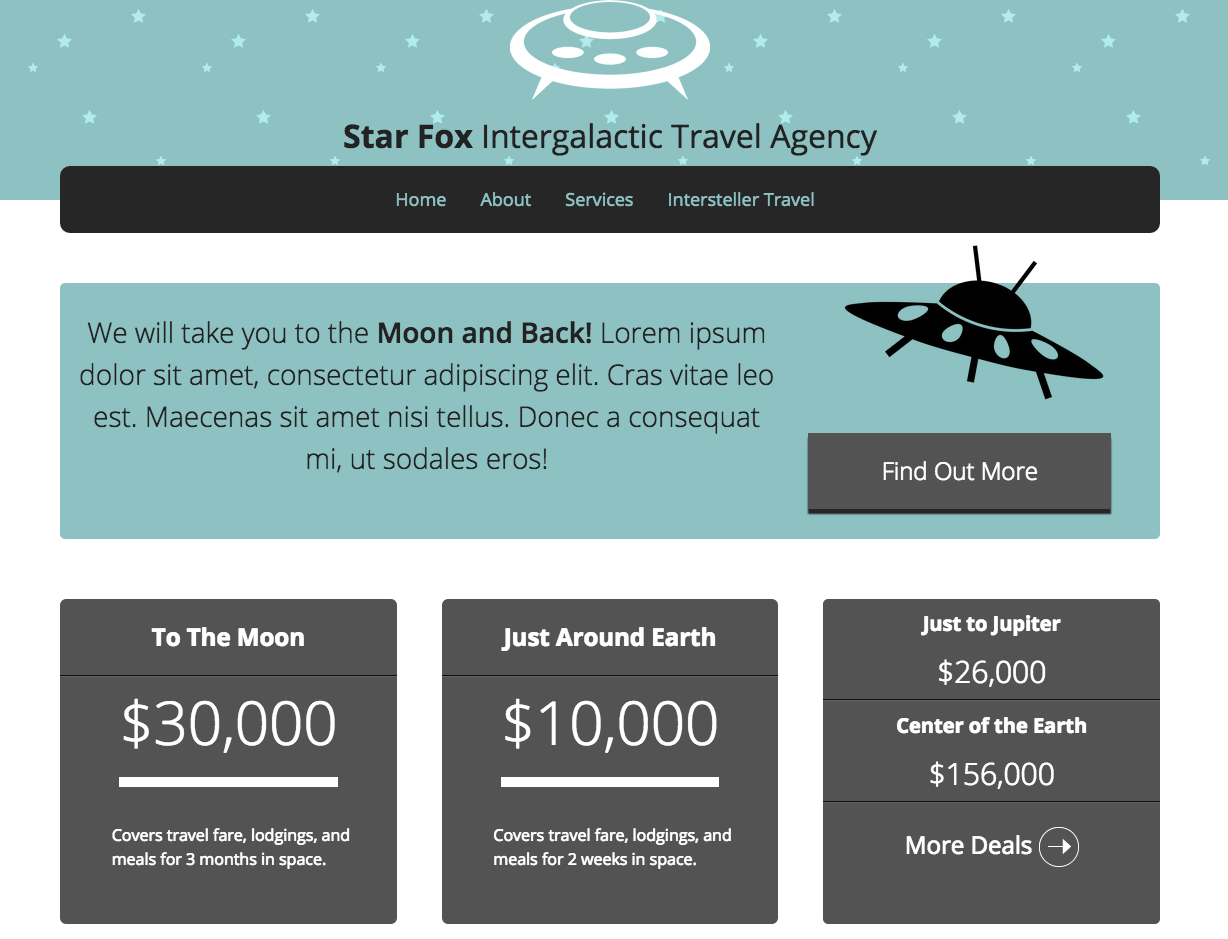 Star Fox Intergalactic Travel Agency
Home About Services Intersteller Travel
We will take you to the Moon and Back! Lorem ipsum
dolor sit amet, consectetur adipiscing elit. Cras vitae leo
est. Maecenas sit amet nisi tellus. Donec a consequat
mi, ut sodales eros!
Find Out More
To The Moon
$30,000
Covers travel fare, lodgings, and
meals for 3 months in space.
Just Around Earth
$10,000
Covers travel fare, lodgings, and
meals for 2 weeks in space.
Just to Jupiter
$26,000
Center of the Earth
$156,000
More Deals